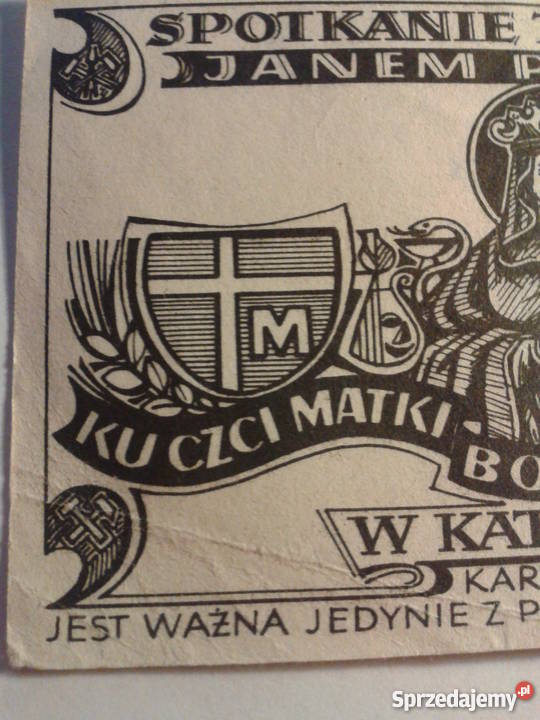 SPOTKANIE
JANEM P
M
KU CZCI MATKI BO
W KAT
KAR
JEST WAŻNA JEDYNIE Z P
Sprzedajemy.pl